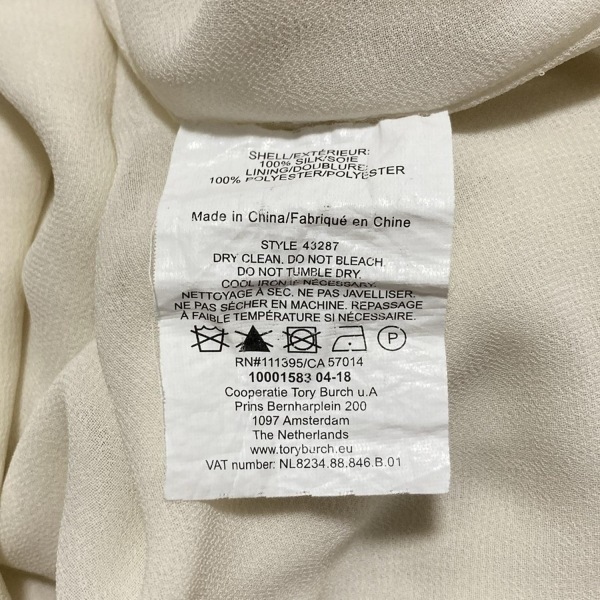 SHELL/EXTÉRIEUR:
100% SILK/SOIE
LINING/DOUBLURE:
100% POLYESTER/POLYESTER
Made in China/Fabriqué en Chine
STYLE 43287
DRY CLEAN. DO NOT BLEACH.
DO NOT TUMBLE DRY.
COOL IRON IF NECESSARY.
NETTOYAGE À SEC. NE PAS JAVELLISER.
NE PAS SÉCHER EN MACHINE. REPASSAGE
À FAIBLE TEMPÉRATURE SI NÉCESSAIRE.
P
RN#111395/CA 57014
10001583 04-18
Cooperatie Tory Burch u.A
Prins Bernharplein 200
1097 Amsterdam
The Netherlands
www.toryburch.eu
VAT number: NL8234.88.846.B.01